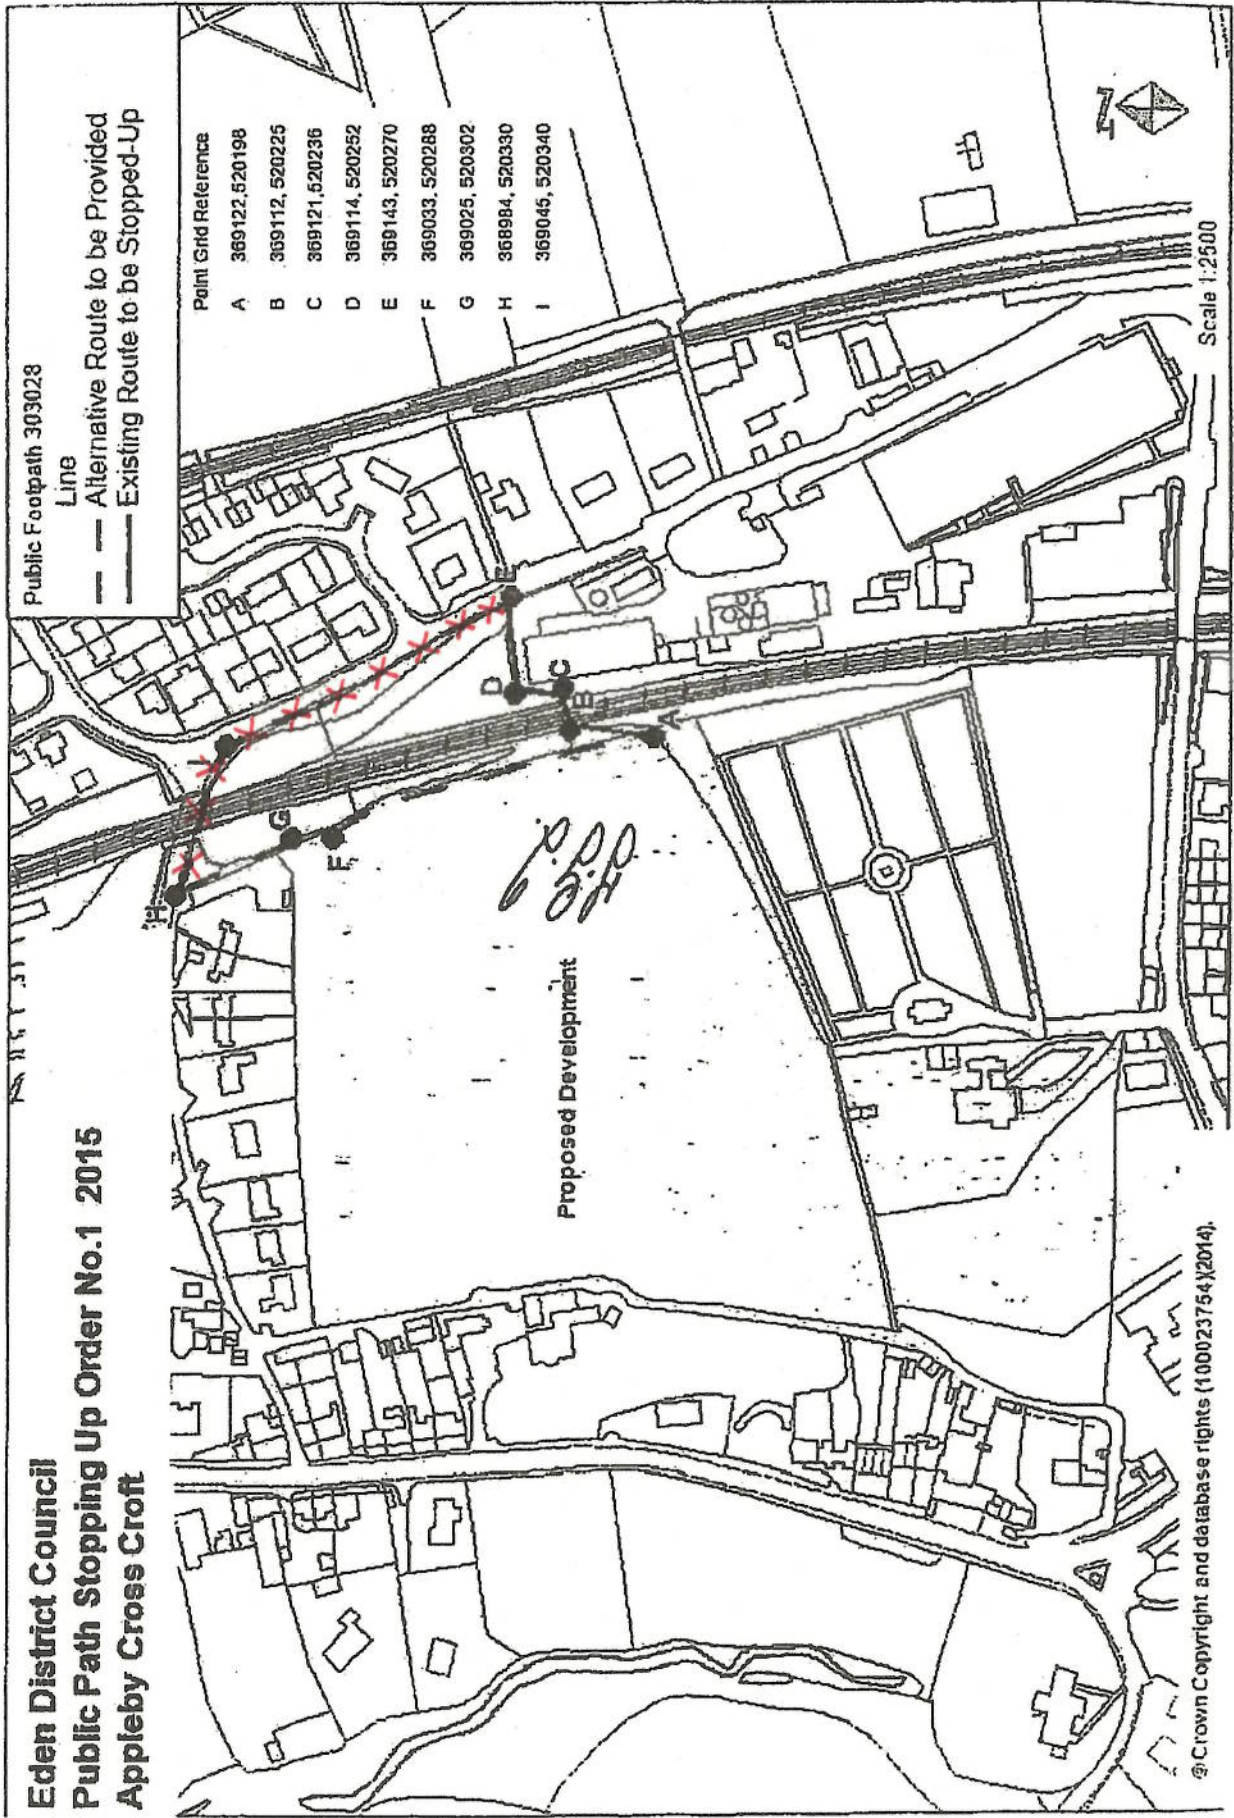 Eden District Council
Public Path Stopping Up Order No.1 2015
Appleby Cross Croft
Public Footpath 303028
Line
Alternative Route to be Provided
Existing Route to be Stopped-Up
Point Grid Reference
A 369122,520198
B 369112, 520225
C 369121,520236
D 369114, 520252
E 369143, 520270
F 369033. 520288
G 369025, 520302
H 368984, 520330
I 369045, 520340
H
I
G
F
E
D
C
B
A
Proposed Development
N
@Crown Copyright and database rights (100023754)(2014).
Scale 1:2500